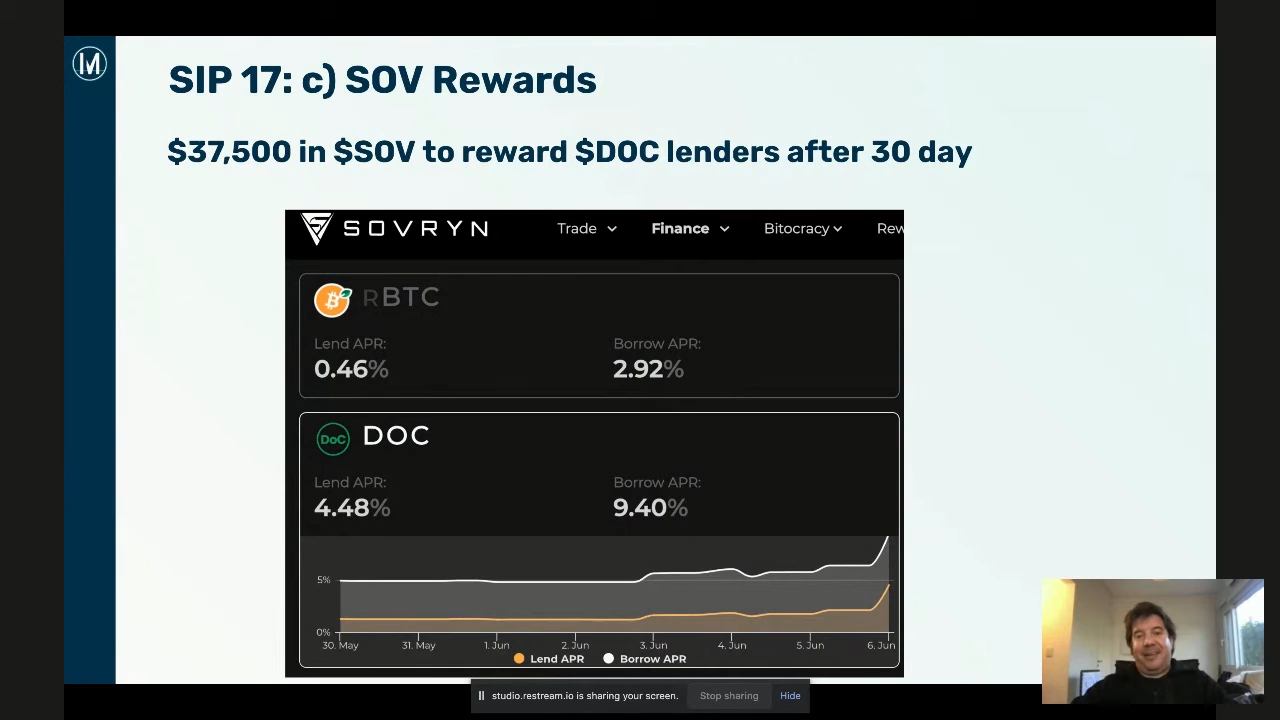 M
SIP 17: c) SOV Rewards
$37,500 in $SOV to reward $DOC lenders after 30 day
SOVRYN
Trade
Finance
Bitocracy
Rew
RBTC
Lend APR:
Borrow APR:
0.46%
2.92%
DOC
DOC
Lend APR:
Borrow APR:
4.48%
9.40%
5%
0%
30. May
31. May
1. Jun
2. Jun
3. Jun
4. Jun
5. Jun
6. Jun
Lend APR
Borrow APR
studio.restream.io is sharing your screen.
Stop sharing
Hide